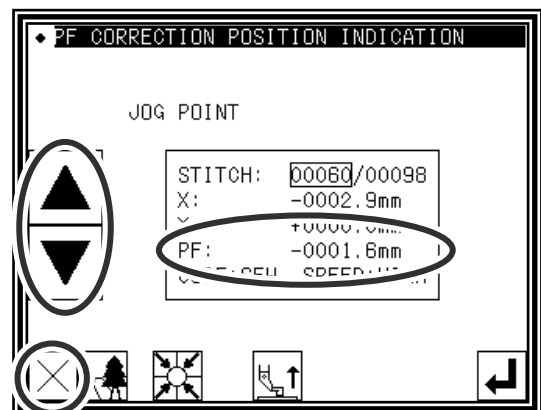 PF CORRECTION POSITION INDICATION
JOG POINT
STITCH: 00060/00098
X: -0002.9mm
PF: -0001.6mm